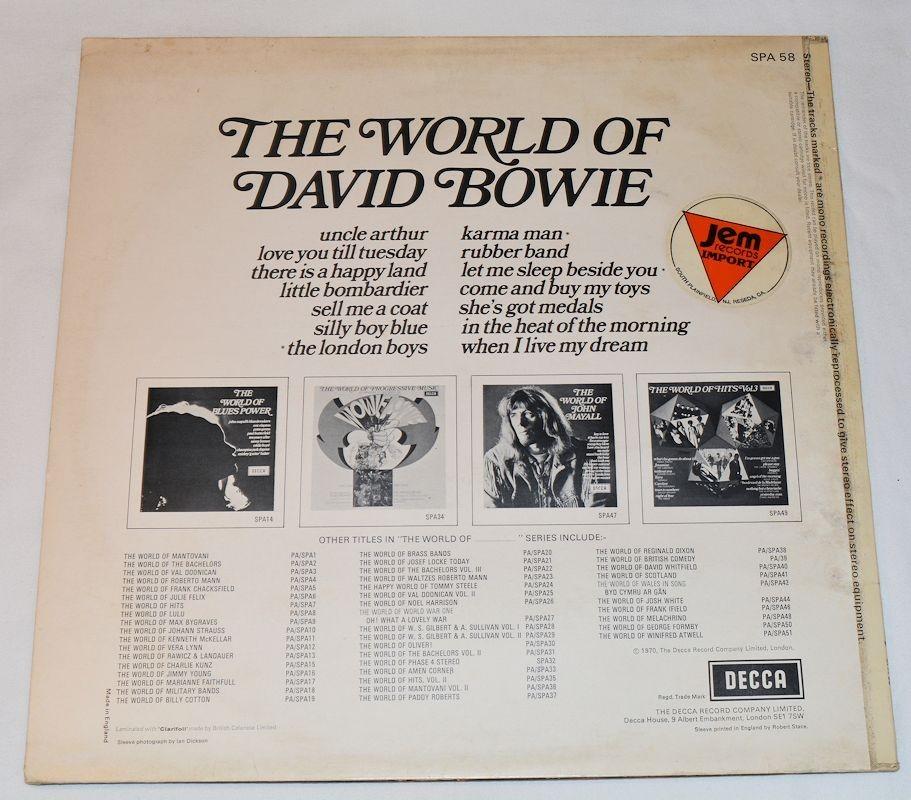 SPA 58
THE WORLD OF
DAVID BOWIE
uncle arthur
love you till tuesday
there is a happy land
little bombardier
sell me a coat
silly boy blue
*the london boys
karma man*
rubber band
let me sleep beside you*
come and buy my toys
she's got medals
in the heat of the morning
when I live my dream
Jem
records
IMPORT
SOUTH PLAINFIELD, NJ, RESEDA, CA.
Stereo—The tracks marked * are mono recordings electronically reprocessed to give stereo effect on stereo equipment.
THE WORLD OF
BLUES POWER
DECCA
SPA14
THE WORLD OF PROGRESSIVE MUSIC
DECCA
SPA34
THE
WORLD OF
JOHN
MAYALL
DECCA
SPA47
THE WORLD OF HITS Vol.3
DECCA
SPA49
OTHER TITLES IN "THE WORLD OF ________ " SERIES INCLUDE:-
THE WORLD OF MANTOVANI PA/SPA1
THE WORLD OF THE BACHELORS PA/SPA2
THE WORLD OF VAL DOONICAN PA/SPA3
THE WORLD OF ROBERTO MANN PA/SPA4
THE WORLD OF FRANK CHACKSFIELD PA/SPA5
THE WORLD OF JULIE FELIX PA/SPA6
THE WORLD OF HITS PA/SPA7
THE WORLD OF LULU PA/SPA8
THE WORLD OF MAX BYGRAVES PA/SPA9
THE WORLD OF JOHANN STRAUSS PA/SPA10
THE WORLD OF KENNETH McKELLAR PA/SPA11
THE WORLD OF VERA LYNN PA/SPA12
THE WORLD OF RAWICZ & LANDAUER PA/SPA13
THE WORLD OF CHARLIE KUNZ PA/SPA15
THE WORLD OF JIMMY YOUNG PA/SPA16
THE WORLD OF MARIANNE FAITHFULL PA/SPA17
THE WORLD OF MILITARY BANDS PA/SPA18
THE WORLD OF BILLY COTTON PA/SPA19
THE WORLD OF BRASS BANDS PA/SPA20
THE WORLD OF JOSEF LOCKE TODAY PA/SPA21
THE WORLD OF THE BACHELORS VOL. III PA/SPA22
THE WORLD OF WALTZES ROBERTO MANN PA/SPA23
THE HAPPY WORLD OF TOMMY STEELE PA/SPA24
THE WORLD OF VAL DOONICAN VOL. II PA/SPA25
THE WORLD OF NOEL HARRISON PA/SPA26
THE WORLD OF WORLD WAR ONE
OH! WHAT A LOVELY WAR PA/SPA27
THE WORLD OF W. S. GILBERT & A. SULLIVAN VOL. I PA/SPA28
THE WORLD OF W. S. GILBERT & A. SULLIVAN VOL. II PA/SPA29
THE WORLD OF OLIVER! PA/SPA30
THE WORLD OF THE BACHELORS VOL. II PA/SPA31
THE WORLD OF PHASE 4 STEREO SPA32
THE WORLD OF AMEN CORNER PA/SPA33
THE WORLD OF HITS, VOL. II PA/SPA35
THE WORLD OF MANTOVANI VOL. II PA/SPA36
THE WORLD OF PADDY ROBERTS PA/SPA37
THE WORLD OF REGINALD DIXON PA/SPA38
THE WORLD OF BRITISH COMEDY PA/39
THE WORLD OF DAVID WHITFIELD PA/SPA40
THE WORLD OF SCOTLAND PA/SPA41
THE WORLD OF WALES IN SONG PA/SPA42
BYD CYMRU AR GÂN
THE WORLD OF JOSH WHITE PA/SPA44
THE WORLD OF FRANK IFIELD PA/SPA46
THE WORLD OF MELACHRINO PA/SPA48
THE WORLD OF GEORGE FORMBY PA/SPA50
THE WORLD OF WINIFRED ATWELL PA/SPA51
© 1970, The Decca Record Company Limited, London.
Regd. Trade Mark DECCA
THE DECCA RECORD COMPANY LIMITED,
Decca House, 9 Albert Embankment, London SE1 7SW
Sleeve printed in England by Robert Stace.
Made in England
Laminated with "Clarifoil" made by British Celanese Limited
Sleeve photograph by Ian Dickson